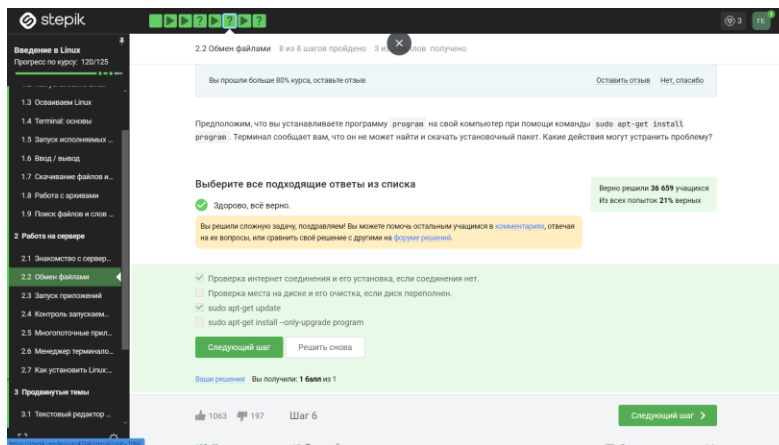 stepik
3
ГЕ
Введение в Linux
Прогресс по курсу: 120/125
1.3 Осваиваем Linux
1.4 Terminal: основы
1.5 Запуск исполняемых ...
1.6 Ввод / вывод
1.7 Скачивание файлов и...
1.8 Работа с архивами
1.9 Поиск файлов и слов ...
2 Работа на сервере
2.1 Знакомство с сервер...
2.2 Обмен файлами
2.3 Запуск приложений
2.4 Контроль запускаем...
2.5 Многопоточные прил...
2.6 Менеджер терминало...
2.7 Как установить Linux:...
3 Продвинутые темы
3.1 Текстовый редактор ...
2.2 Обмен файлами 8 из 8 шагов пройдено 3 из получено
Вы прошли больше 80% курса, оставьте отзыв
Оставить отзыв Нет, спасибо
Предположим, что вы устанавливаете программу program на свой компьютер при помощи команды sudo apt-get install
program . Терминал сообщает вам, что он не может найти и скачать установочный пакет. Какие действия могут устранить проблему?
Выберите все подходящие ответы из списка
Верно решили 36 659 учащихся
Из всех попыток 21% верных
Здорово, всё верно.
Вы решили сложную задачу, поздравляем! Вы можете помочь остальным учащимся в комментариях, отвечая
на их вопросы, или сравнить своё решение с другими на форуме решений.
Проверка интернет соединения и его установка, если соединения нет.
Проверка места на диске и его очистка, если диск переполнен.
sudo apt-get update
sudo apt-get install –only-upgrade program
Следующий шаг
Решить снова
Ваши решения Вы получили: 1 балл из 1
1063 197 Шаг 6
Следующий шаг